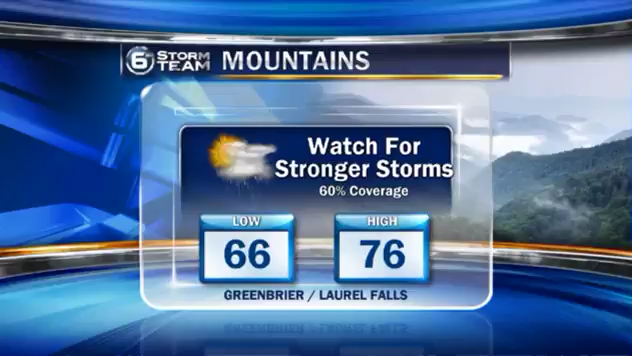 6 STORM TEAM MOUNTAINS
Watch For
Stronger Storms
60% Coverage
LOW HIGH
66 76
GREENBRIER / LAUREL FALLS